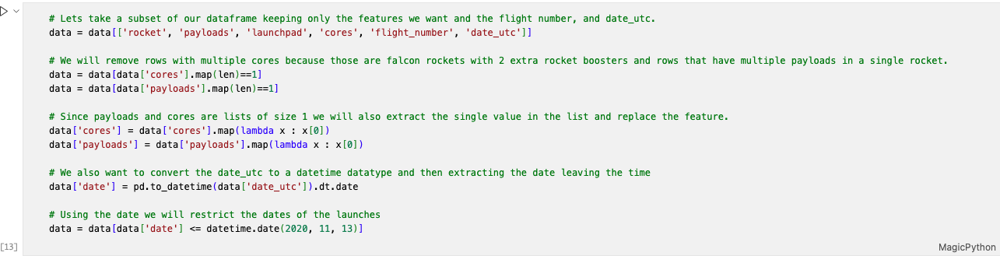 # Lets take a subset of our dataframe keeping only the features we want and the flight number, and date_utc.
data = data[['rocket', 'payloads', 'launchpad', 'cores', 'flight_number', 'date_utc']]
# We will remove rows with multiple cores because those are falcon rockets with 2 extra rocket boosters and rows that have multiple payloads in a single rocket.
data = data[data['cores'].map(len)==1]
data = data[data['payloads'].map(len)==1]
# Since payloads and cores are lists of size 1 we will also extract the single value in the list and replace the feature.
data['cores'] = data['cores'].map(lambda x : x[0])
data['payloads'] = data['payloads'].map(lambda x : x[0])
# We also want to convert the date_utc to a datetime datatype and then extracting the date leaving the time
data['date'] = pd.to_datetime(data['date_utc']).dt.date
# Using the date we will restrict the dates of the launches
data = data[data['date'] <= datetime.date(2020, 11, 13)]
[13]
MagicPython